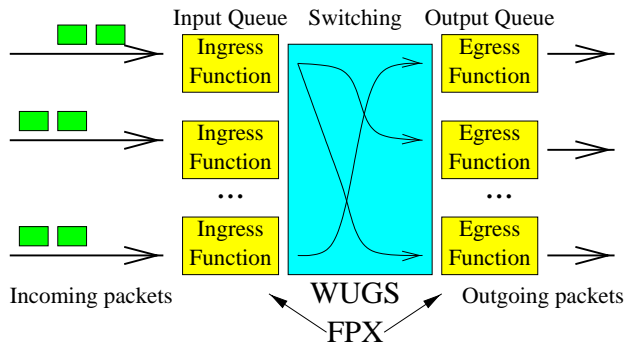 Input Queue
Switching
Output Queue
Ingress
Function
Egress
Function
Ingress
Function
Egress
Function
...
...
Ingress
Function
Egress
Function
Incoming packets
WUGS
Outgoing packets
FPX